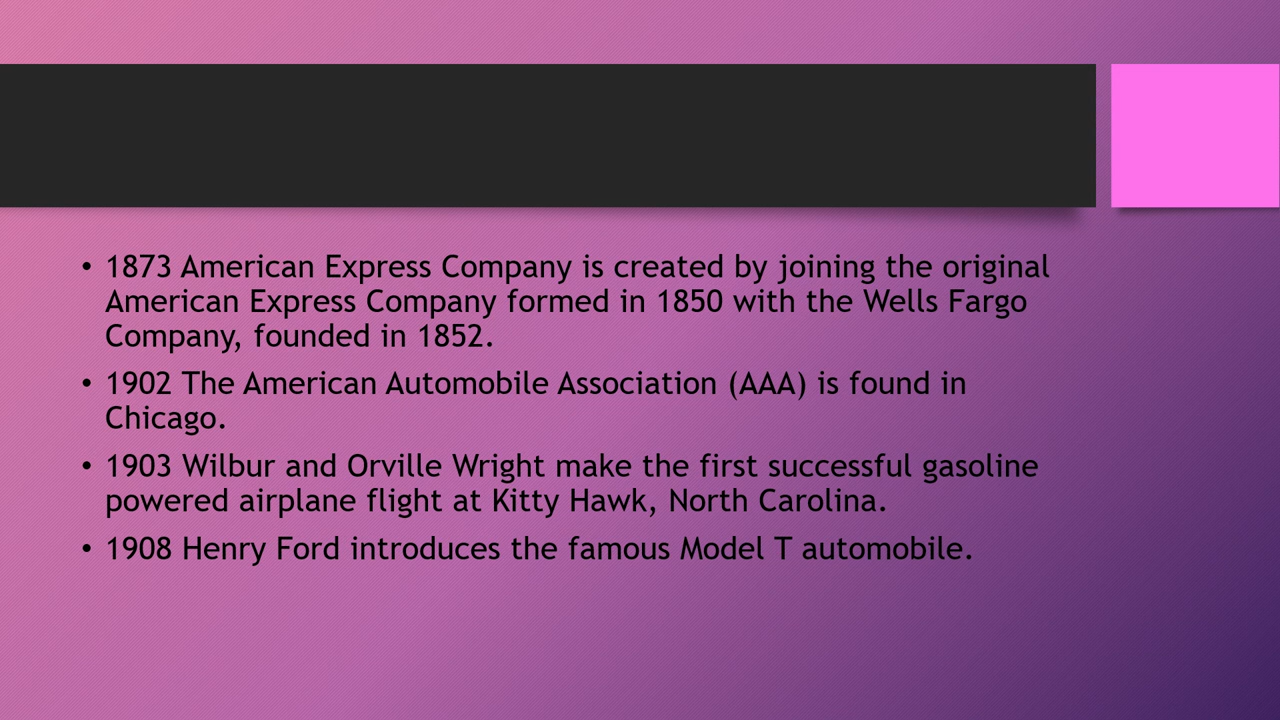 • 1873 American Express Company is created by joining the original
American Express Company formed in 1850 with the Wells Fargo
Company, founded in 1852.
• 1902 The American Automobile Association (AAA) is found in
Chicago.
• 1903 Wilbur and Orville Wright make the first successful gasoline
powered airplane flight at Kitty Hawk, North Carolina.
• 1908 Henry Ford introduces the famous Model T automobile.